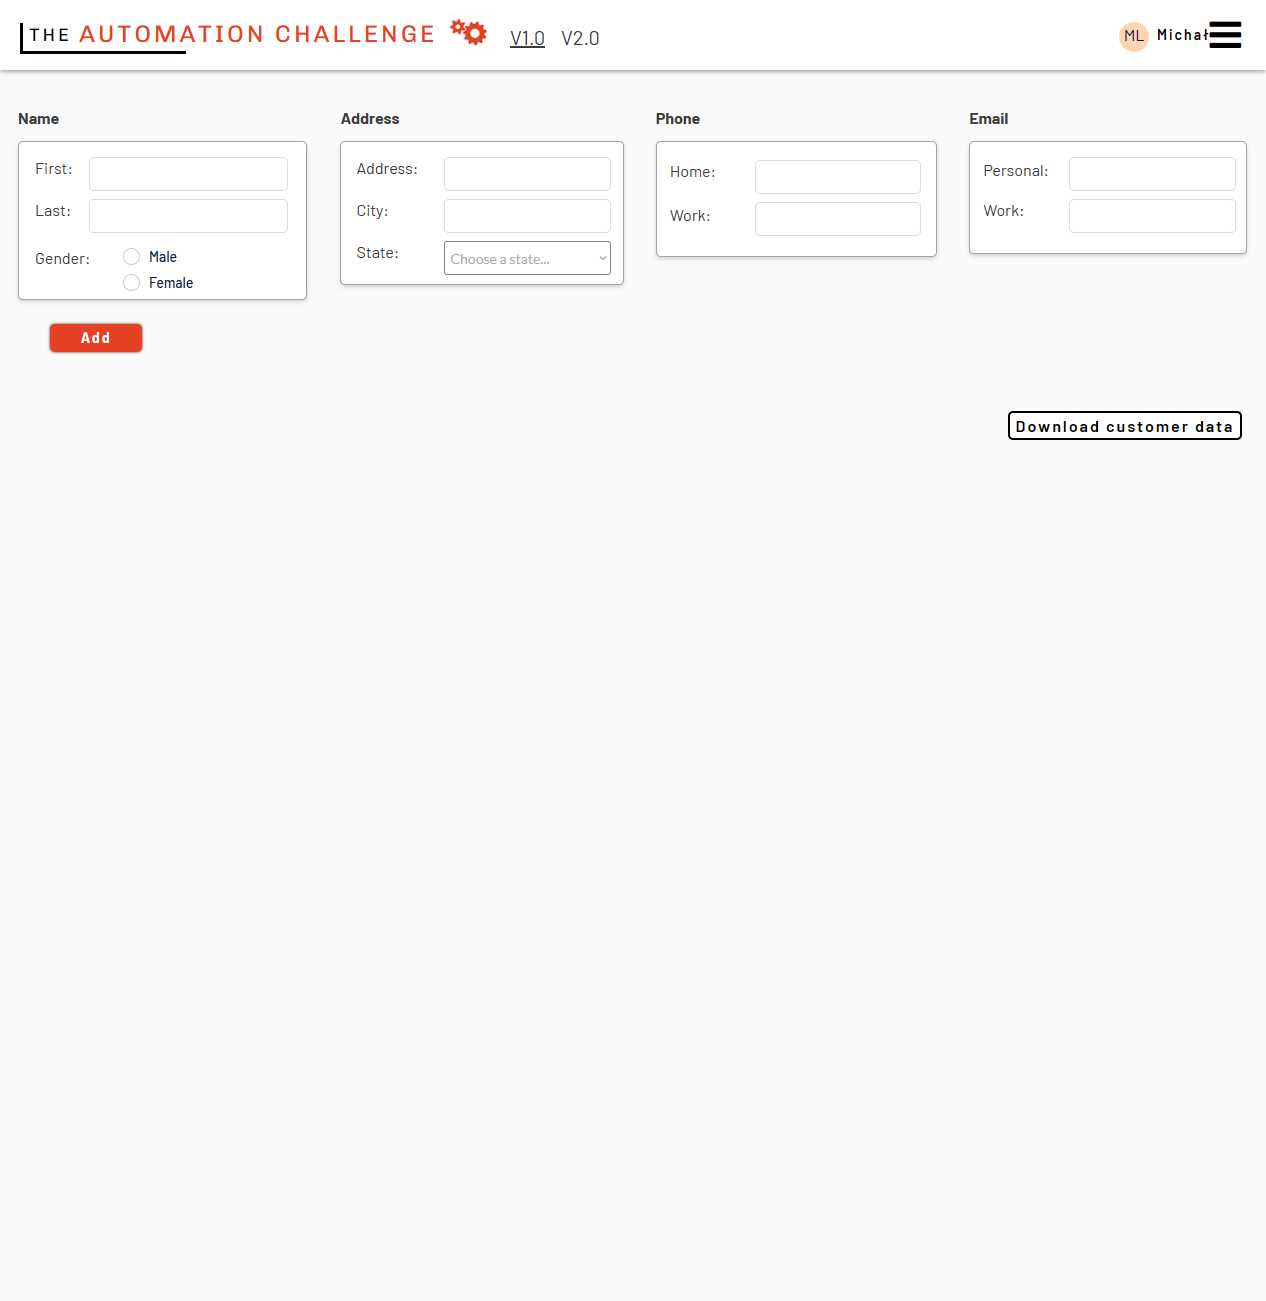 THE AUTOMATION CHALLENGE V1.0 V2.0 ML Michał
Name Address Phone Email
First: Address: Home: Personal:
Last: City: Work: Work:
Gender: Male State: Choose a state...
Female
Add
Download customer data